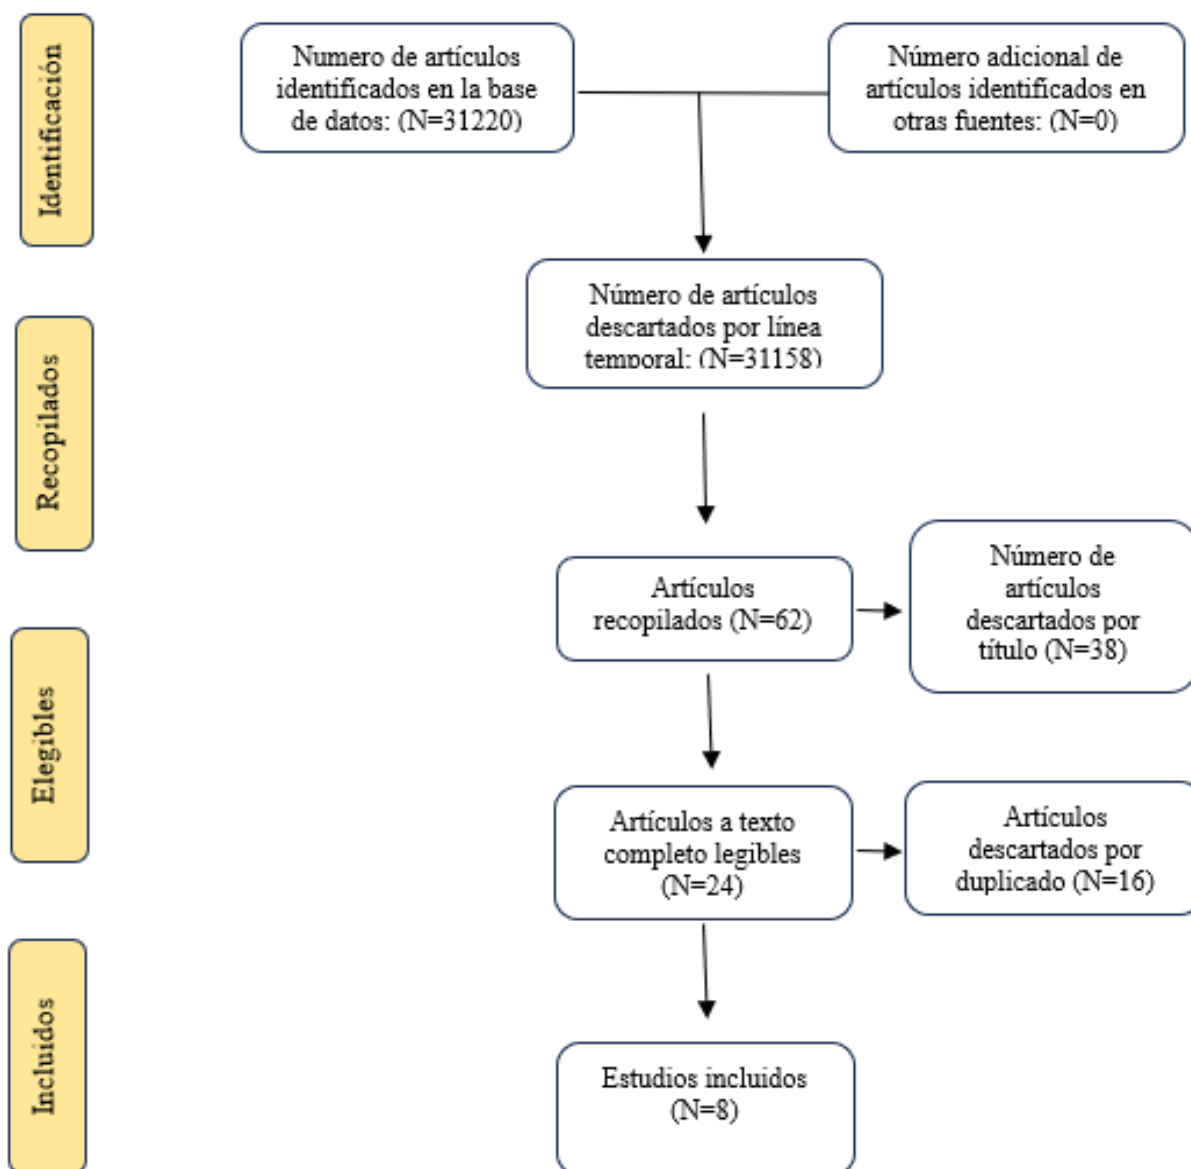 Identificación
Numero de artículos
identificados en la base
de datos: (N=31220)
Número adicional de
artículos identificados en
otras fuentes: (N=0)
Número de artículos
descartados por línea
temporal: (N=31158)
Recopilados
Artículos
recopilados (N=62)
Número de
artículos
descartados por
título (N=38)
Elegibles
Artículos a texto
completo legibles
(N=24)
Artículos
descartados por
duplicado (N=16)
Incluidos
Estudios incluidos
(N=8)